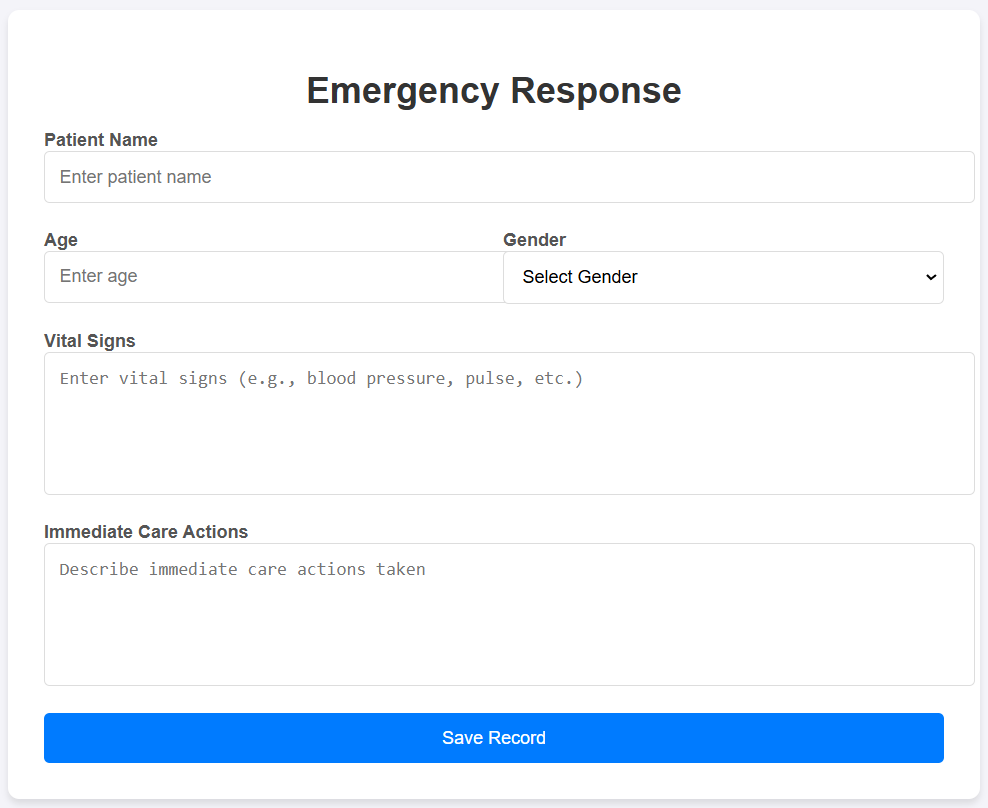 Emergency Response
Patient Name
Enter patient name
Age
Gender
Enter age
Select Gender
Vital Signs
Enter vital signs (e.g., blood pressure, pulse, etc.)
Immediate Care Actions
Describe immediate care actions taken
Save Record